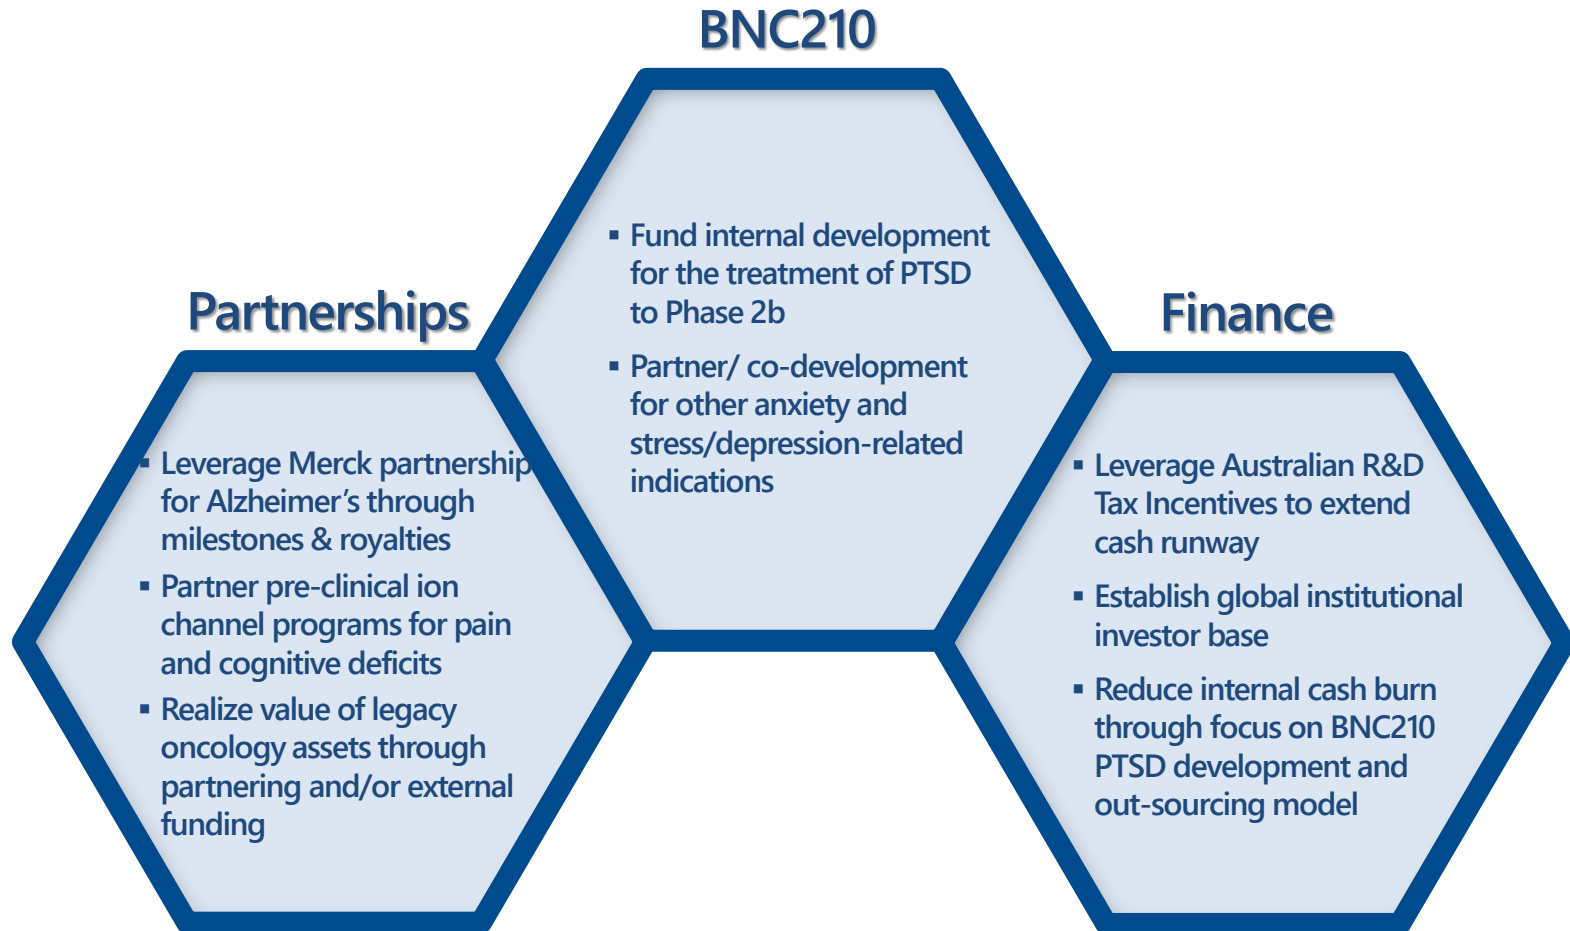 BNC210
▪ Fund internal development
for the treatment of PTSD
to Phase 2b
▪ Partner/ co-development
for other anxiety and
stress/depression-related
indications
Partnerships
▪ Leverage Merck partnership
for Alzheimer’s through
milestones & royalties
▪ Partner pre-clinical ion
channel programs for pain
and cognitive deficits
▪ Realize value of legacy
oncology assets through
partnering and/or external
funding
Finance
▪ Leverage Australian R&D
Tax Incentives to extend
cash runway
▪ Establish global institutional
investor base
▪ Reduce internal cash burn
through focus on BNC210
PTSD development and
out-sourcing model